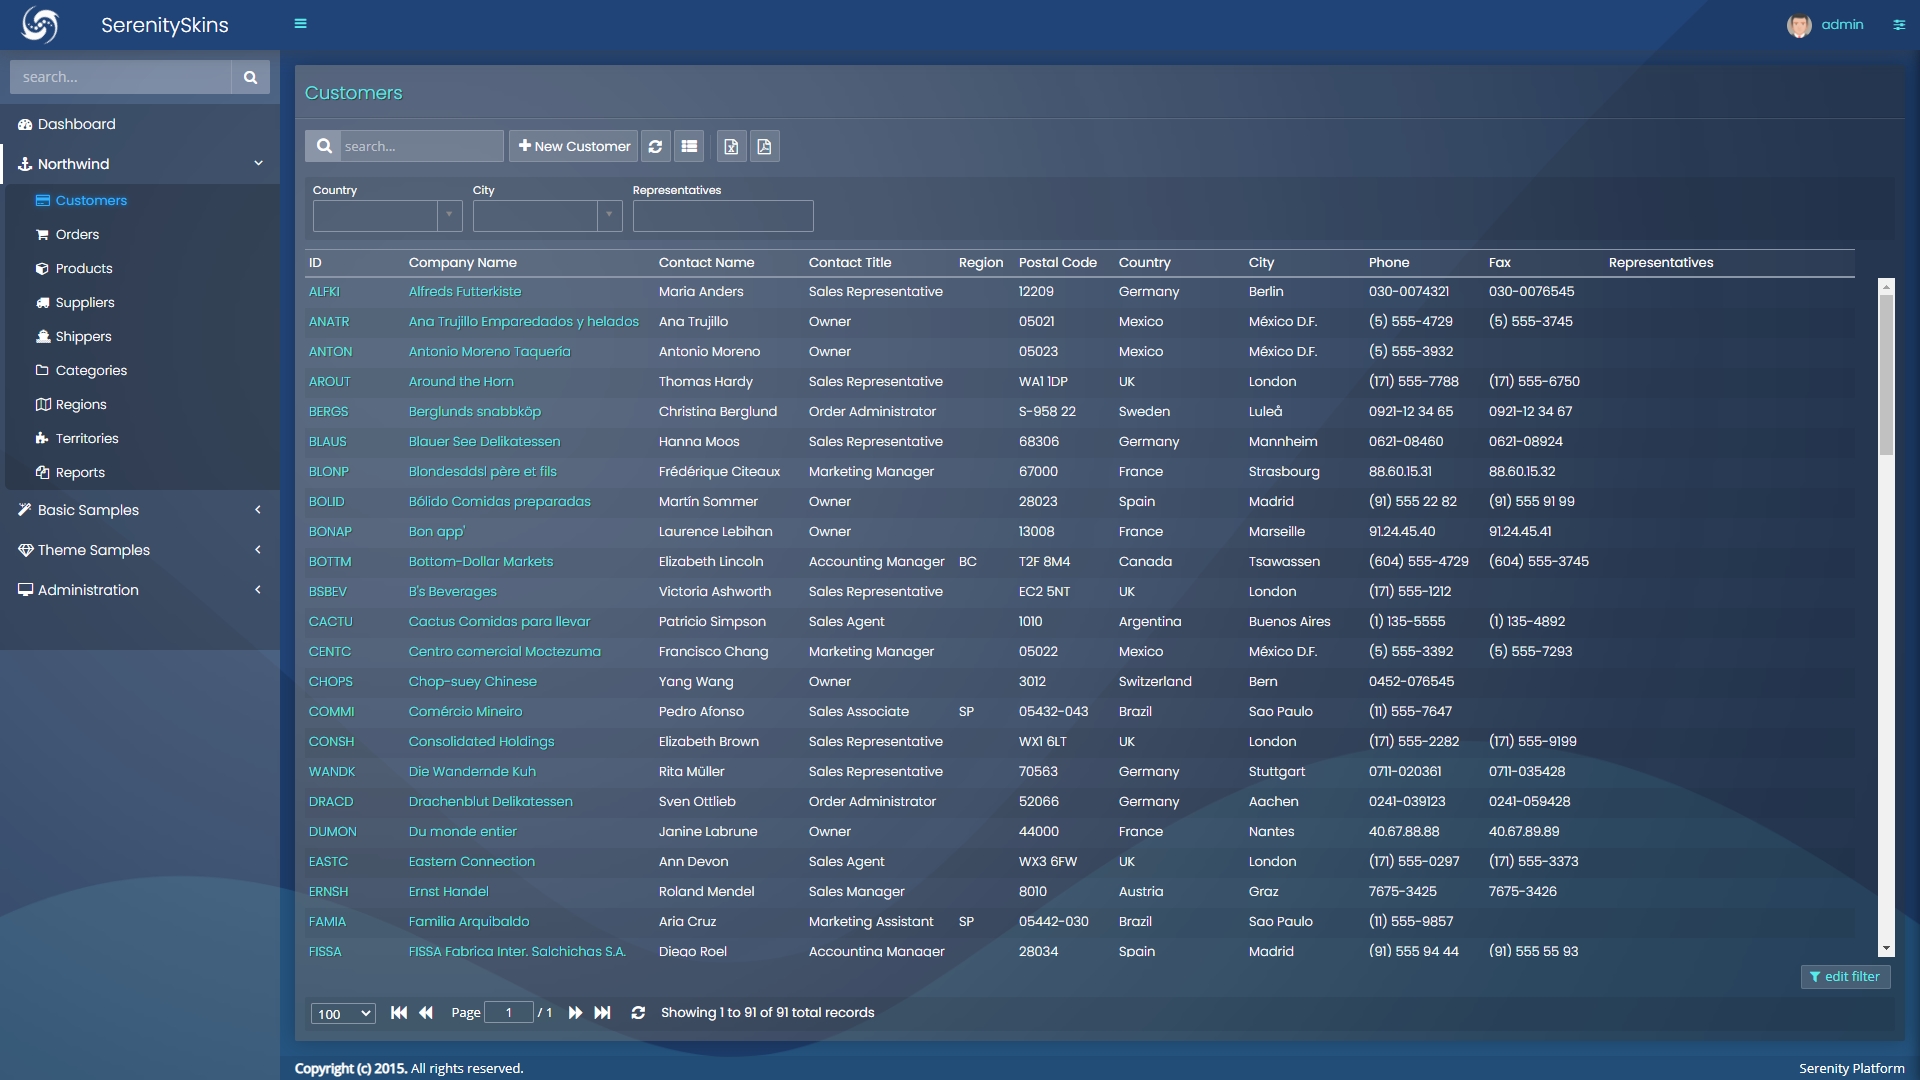 SerenitySkins
admin
search...
Dashboard
Northwind
Customers
Orders
Products
Suppliers
Shippers
Categories
Regions
Territories
Reports
Basic Samples
Theme Samples
Administration
Customers
search...
New Customer
Country City Representatives
ID Company Name Contact Name Contact Title Region Postal Code Country City Phone Fax Representatives
ALFKI Alfreds Futterkiste Maria Anders Sales Representative 12209 Germany Berlin 030-0074321 030-0076545
ANATR Ana Trujillo Emparedados y helados Ana Trujillo Owner 05021 Mexico México D.F. (5) 555-4729 (5) 555-3745
ANTON Antonio Moreno Taquería Antonio Moreno Owner 05023 Mexico México D.F. (5) 555-3932
AROUT Around the Horn Thomas Hardy Sales Representative WA1 1DP UK London (171) 555-7788 (171) 555-6750
BERGS Berglunds snabbköp Christina Berglund Order Administrator S-958 22 Sweden Luleå 0921-12 34 65 0921-12 34 67
BLAUS Blauer See Delikatessen Hanna Moos Sales Representative 68306 Germany Mannheim 0621-08460 0621-08924
BLONP Blondesddsl père et fils Frédérique Citeaux Marketing Manager 67000 France Strasbourg 88.60.15.31 88.60.15.32
BOLID Bólido Comidas preparadas Martín Sommer Owner 28023 Spain Madrid (91) 555 22 82 (91) 555 91 99
BONAP Bon app' Laurence Lebihan Owner 13008 France Marseille 91.24.45.40 91.24.45.41
BOTTM Bottom-Dollar Markets Elizabeth Lincoln Accounting Manager BC T2F 8M4 Canada Tsawassen (604) 555-4729 (604) 555-3745
BSBEV B's Beverages Victoria Ashworth Sales Representative EC2 5NT UK London (171) 555-1212
CACTU Cactus Comidas para llevar Patricio Simpson Sales Agent 1010 Argentina Buenos Aires (1) 135-5555 (1) 135-4892
CENTC Centro comercial Moctezuma Francisco Chang Marketing Manager 05022 Mexico México D.F. (5) 555-3392 (5) 555-7293
CHOPS Chop-suey Chinese Yang Wang Owner 3012 Switzerland Bern 0452-076545
COMMI Comércio Mineiro Pedro Afonso Sales Associate SP 05432-043 Brazil Sao Paulo (11) 555-7647
CONSH Consolidated Holdings Elizabeth Brown Sales Representative WX1 6LT UK London (171) 555-2282 (171) 555-9199
WANDK Die Wandernde Kuh Rita Müller Sales Representative 70563 Germany Stuttgart 0711-020361 0711-035428
DRACD Drachenblut Delikatessen Sven Ottlieb Order Administrator 52066 Germany Aachen 0241-039123 0241-059428
DUMON Du monde entier Janine Labrune Owner 44000 France Nantes 40.67.88.88 40.67.89.89
EASTC Eastern Connection Ann Devon Sales Agent WX3 6FW UK London (171) 555-0297 (171) 555-3373
ERNSH Ernst Handel Roland Mendel Sales Manager 8010 Austria Graz 7675-3425 7675-3426
FAMIA Familia Arquibaldo Aria Cruz Marketing Assistant SP 05442-030 Brazil Sao Paulo (11) 555-9857
FISSA FISSA Fabrica Inter. Salchichas S.A. Diego Roel Accounting Manager 28034 Spain Madrid (91) 555 94 44 (91) 555 55 93
edit filter
100 Page 1 / 1 Showing 1 to 91 of 91 total records
Copyright (c) 2015. All rights reserved. Serenity Platform